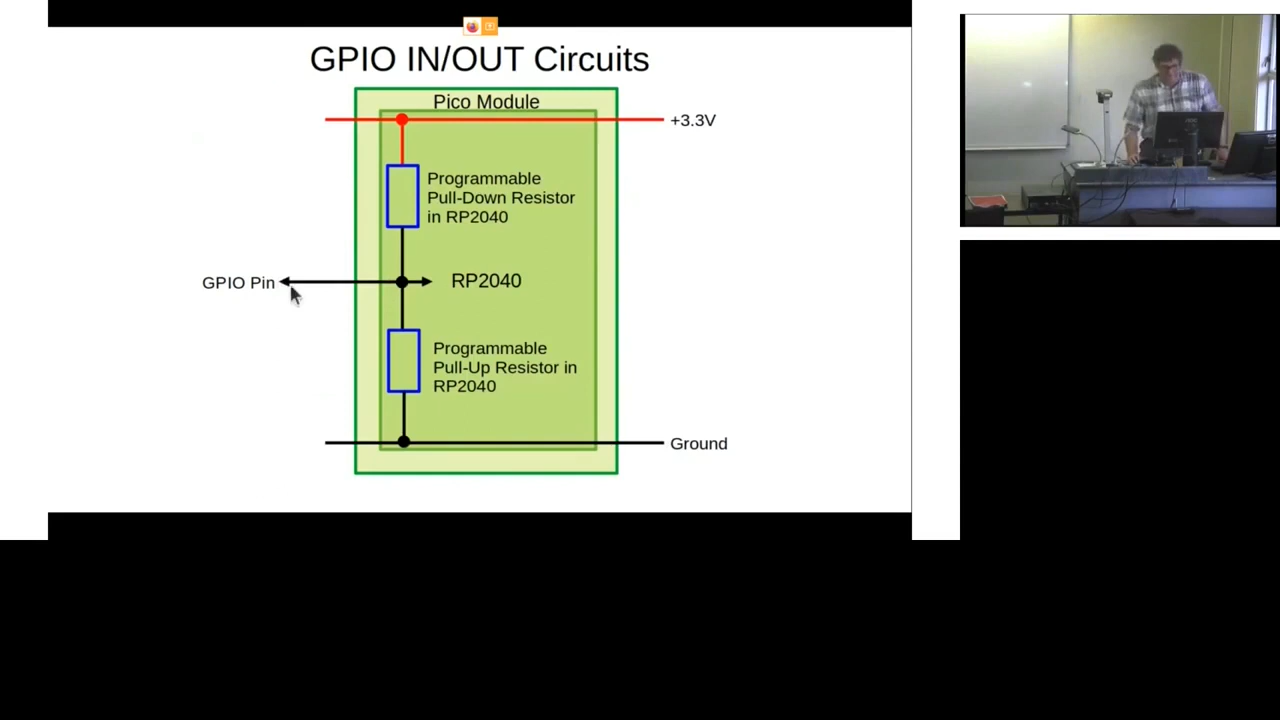 GPIO IN/OUT Circuits
Pico Module
+3.3V
Programmable
Pull-Down Resistor
in RP2040
GPIO Pin
RP2040
Programmable
Pull-Up Resistor in
RP2040
Ground